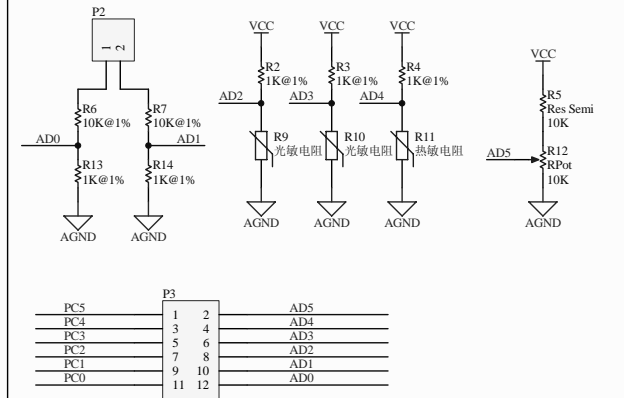 P2
1 2
R6
10K@1%
R7
10K@1%
AD0
AD1
R13
1K@1%
R14
1K@1%
AGND
AGND
VCC
VCC
VCC
R2
1K@1%
R3
1K@1%
R4
1K@1%
AD2
AD3
AD4
R9
光敏电阻
R10
光敏电阻
R11
热敏电阻
AGND
AGND
AGND
VCC
R5
Res Semi
10K
AD5
R12
RPot
10K
AGND
P3
PC5 1 2 AD5
PC4 3 4 AD4
PC3 5 6 AD3
PC2 7 8 AD2
PC1 9 10 AD1
PC0 11 12 AD0